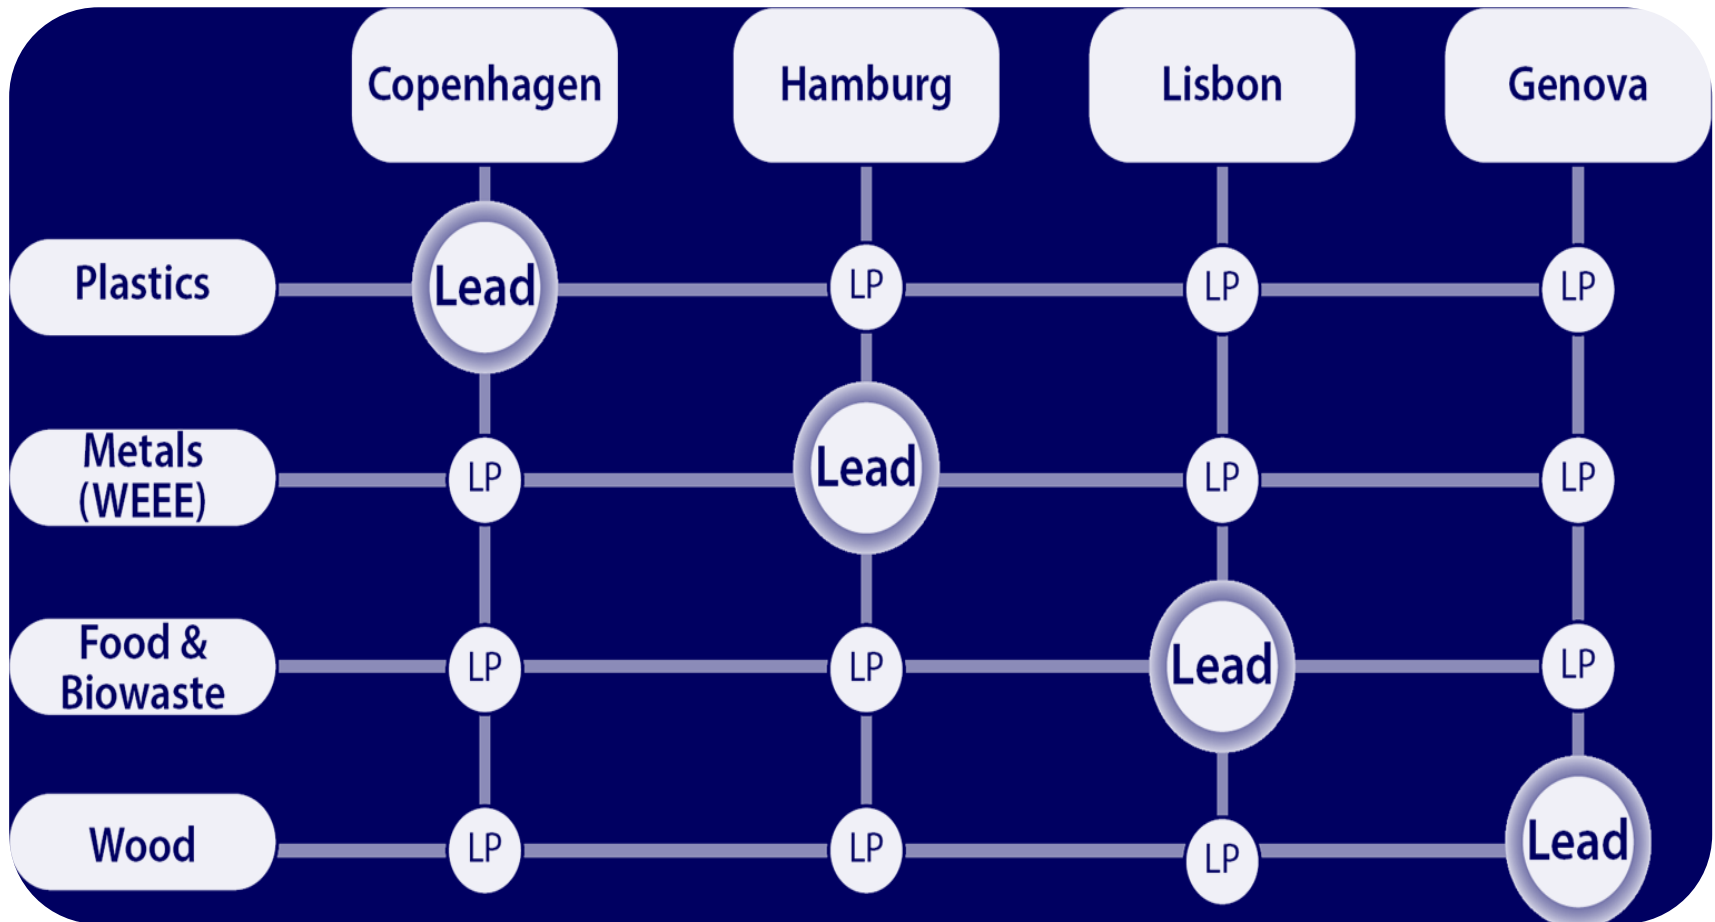 Copenhagen Hamburg Lisbon Genova
Plastics Lead LP LP LP
Metals
(WEEE) LP Lead LP LP
Food &
Biowaste LP LP Lead LP
Wood LP LP LP Lead